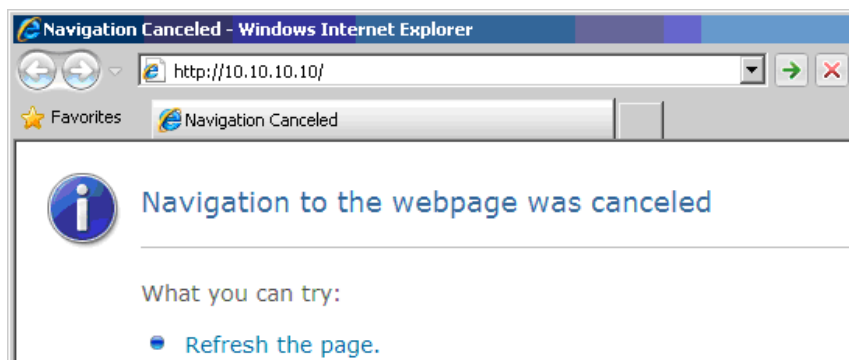 Navigation Canceled - Windows Internet Explorer
http://10.10.10.10/
Favorites Navigation Canceled
Navigation to the webpage was canceled
What you can try:
Refresh the page.